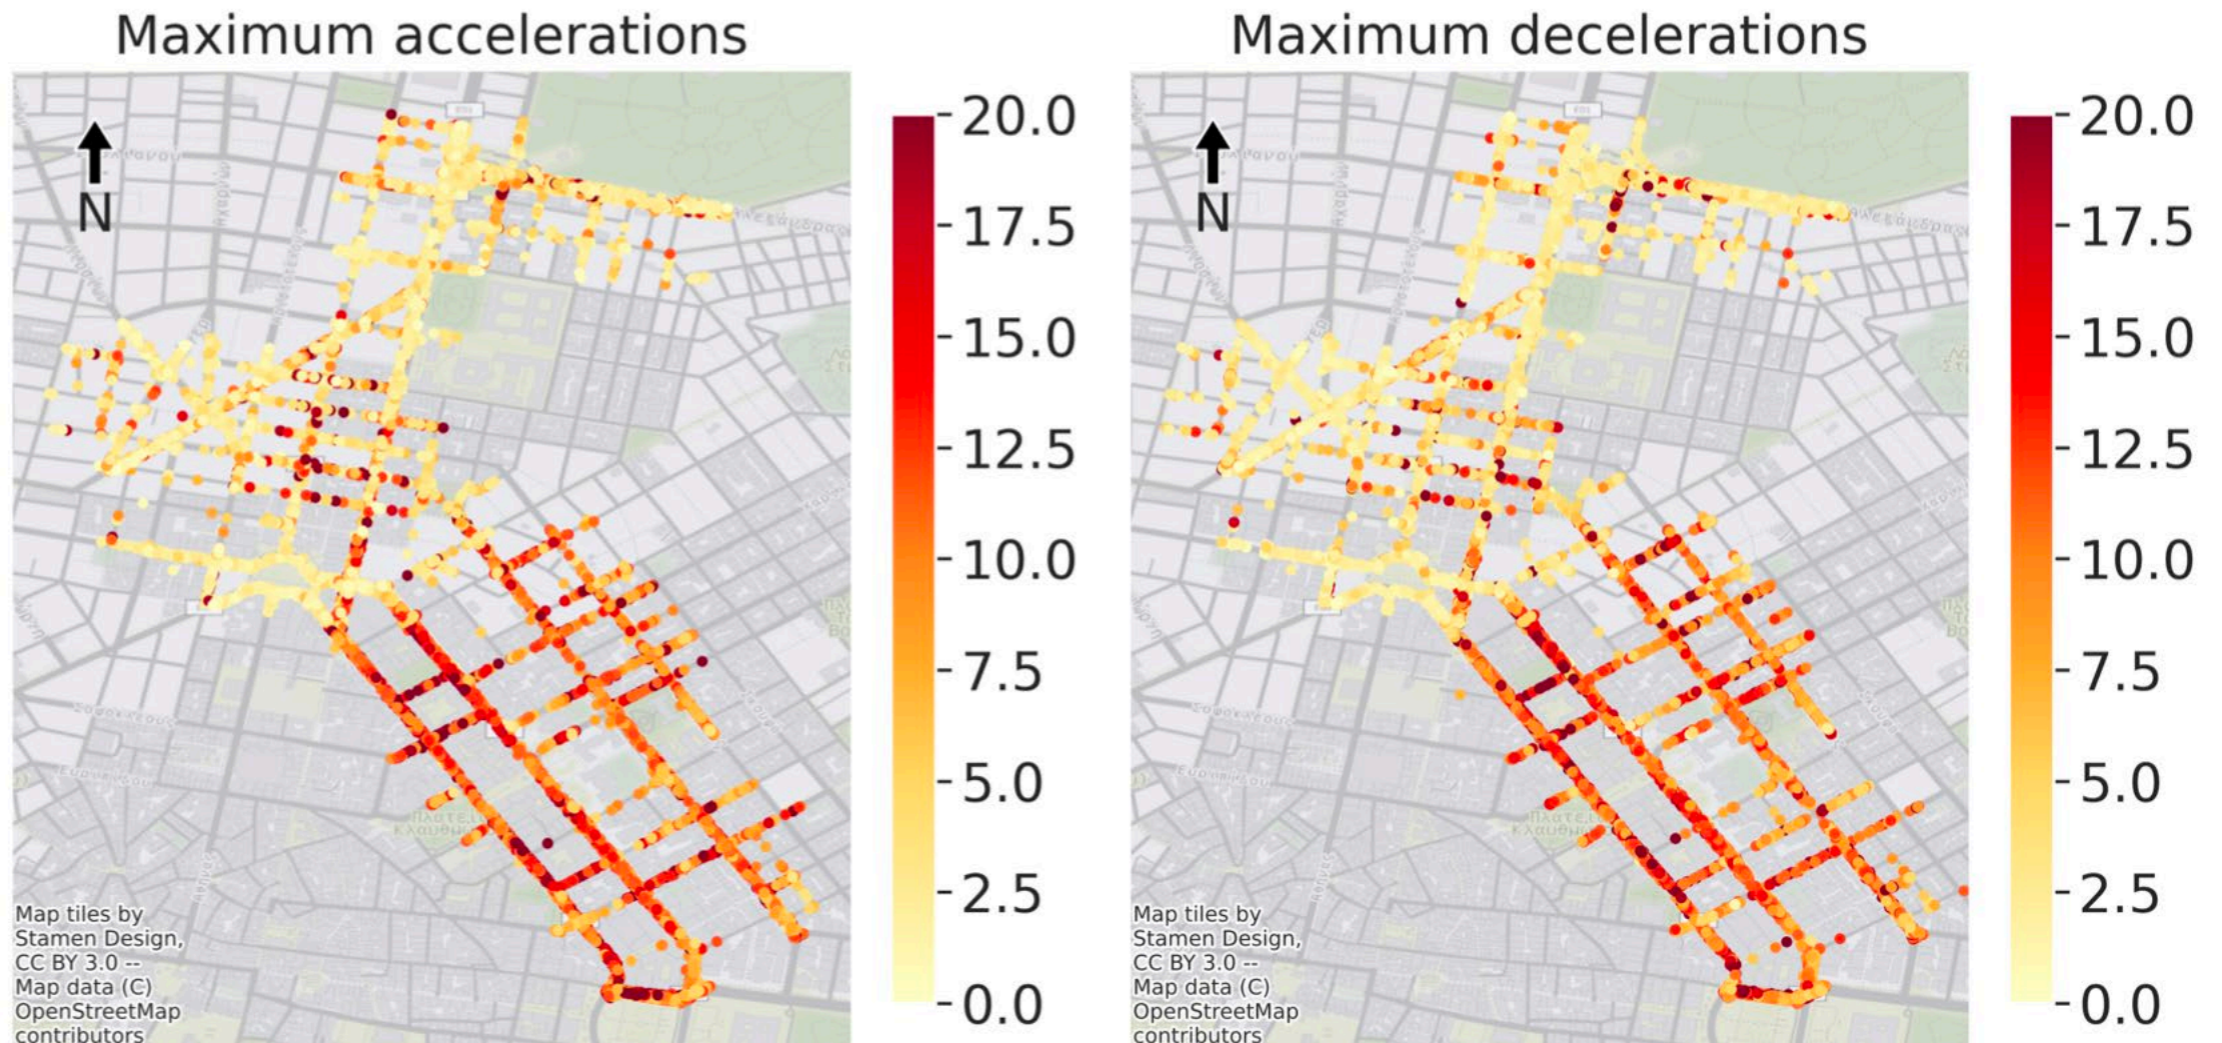 Maximum accelerations
Maximum decelerations
N
N
20.0
17.5
15.0
12.5
10.0
7.5
5.0
2.5
0.0
20.0
17.5
15.0
12.5
10.0
7.5
5.0
2.5
0.0
Map tiles by
Stamen Design,
CC BY 3.0 --
Map data (C)
OpenStreetMap
contributors
Map tiles by
Stamen Design,
CC BY 3.0 --
Map data (C)
OpenStreetMap
contributors